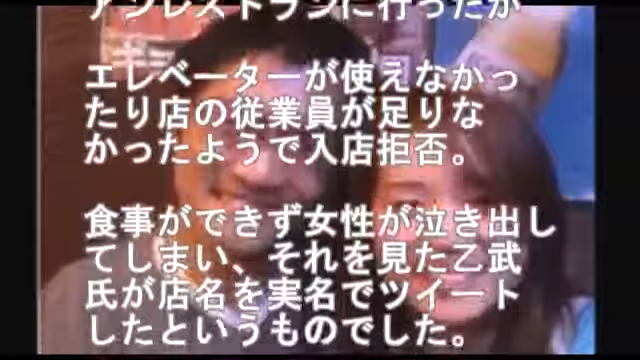 アンレストランに行ったが
エレベーターが使えなかっ
たり店の従業員が足りな
かったようで入店拒否。
食事ができず女性が泣き出し
てしまい、それを見た乙武
氏が店名を実名でツイート
したというものでした。